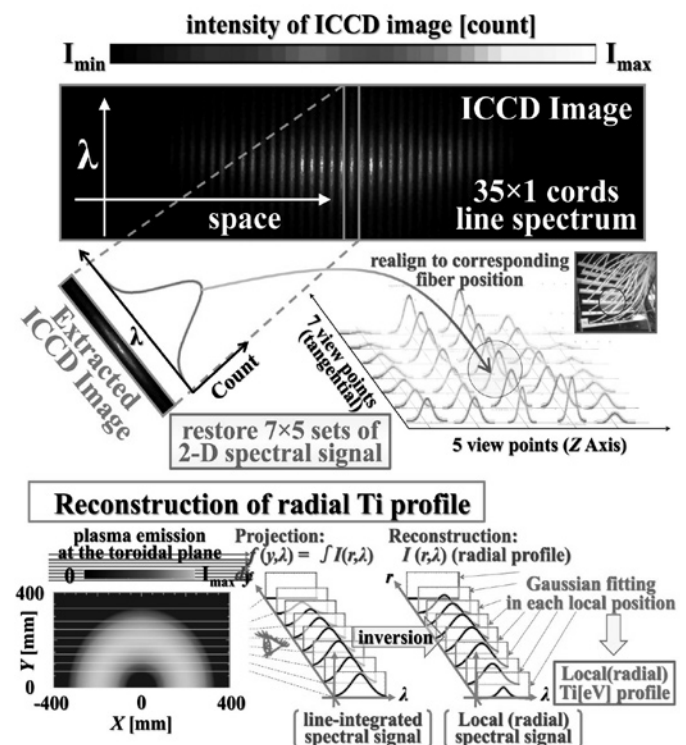 intensity of ICCD image [count]
I min
I max
λ
ICCD Image
space
35×1 cords
line spectrum
realign to corresponding
fiber position
Extracted
ICCD Image
λ
Count
7 view points
(tangential)
restore 7×5 sets of
2-D spectral signal
5 view points (Z Axis)
Reconstruction of radial Ti profile
plasma emission
at the toroidal plane
0
I max
Projection:
f (y,λ) = ∫ I(r,λ)
dy
Reconstruction:
I (r,λ) (radial profile)
400
Y [mm]
0
-400
0
400
X [mm]
r
Gaussian fitting
in each local position
inversion
λ
λ
Local(radial)
Ti[eV] profile
line-integrated
spectral signal
Local (radial)
spectral signal